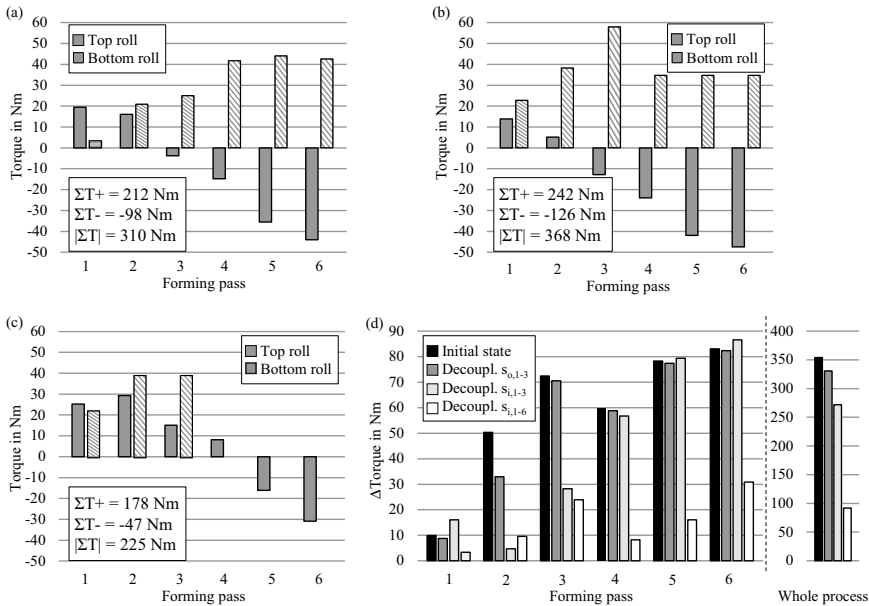 (a)
60
50
40
30
20
10
0
-10
-20
-30
-40
-50
Torque in Nm
Top roll
Bottom roll
ΣT+ = 212 Nm
ΣT- = -98 Nm
|ΣT| = 310 Nm
1 2 3 4 5 6
Forming pass
(b)
60
50
40
30
20
10
0
-10
-20
-30
-40
-50
Torque in Nm
Top roll
Bottom roll
ΣT+ = 242 Nm
ΣT- = -126 Nm
|ΣT| = 368 Nm
1 2 3 4 5 6
Forming pass
(c)
60
50
40
30
20
10
0
-10
-20
-30
-40
-50
Torque in Nm
Top roll
Bottom roll
ΣT+ = 178 Nm
ΣT- = -47 Nm
|ΣT| = 225 Nm
1 2 3 4 5 6
Forming pass
(d)
90
80
70
60
50
40
30
20
10
0
ΔTorque in Nm
Initial state
Decoupl. so,1-3
Decoupl. si,1-3
Decoupl. si,1-6
1 2 3 4 5 6
Forming pass
400
350
300
250
200
150
100
50
0
Whole process